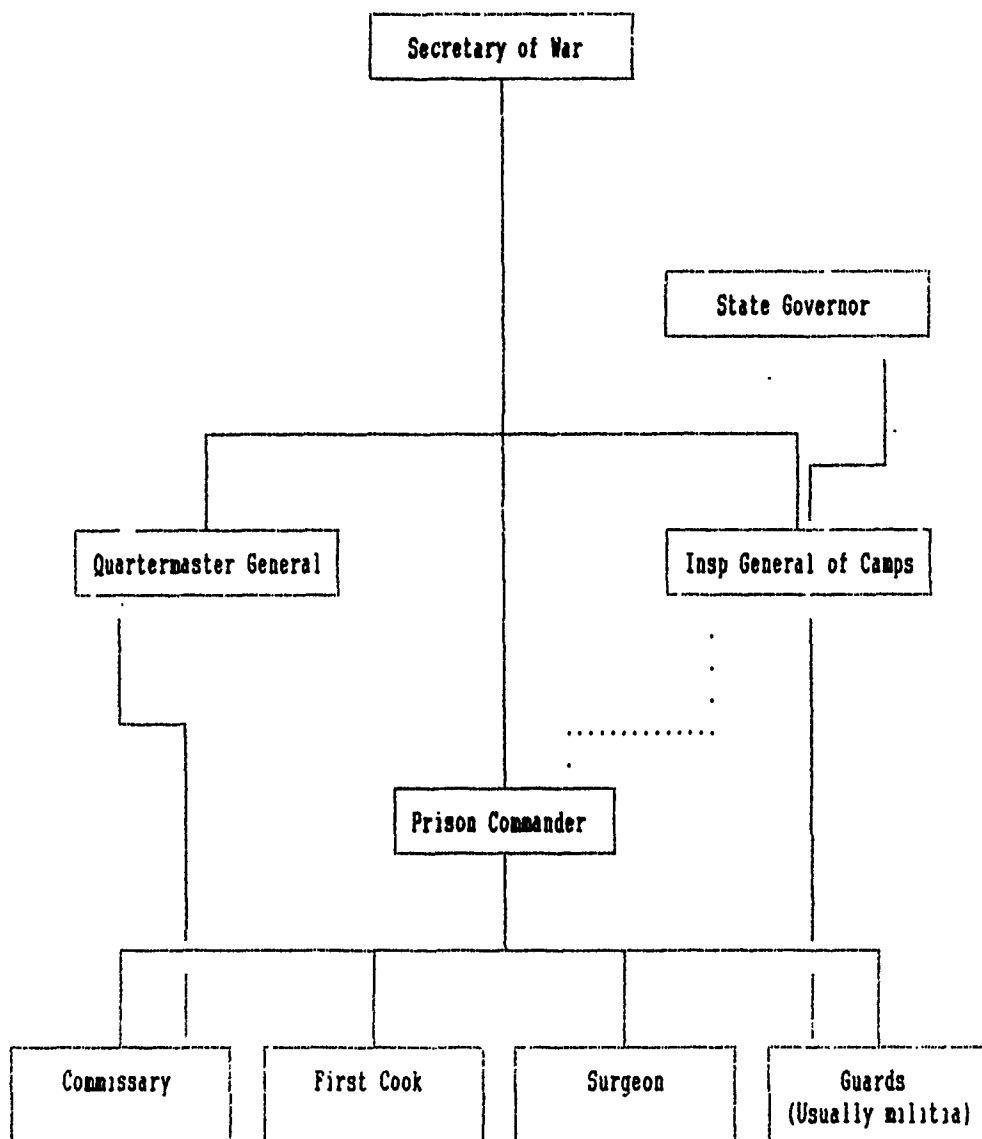 Secretary of War
State Governor
Quartermaster General
Insp General of Camps
Prison Commander
Commissary
First Cook
Surgeon
Guards
(Usually militia)